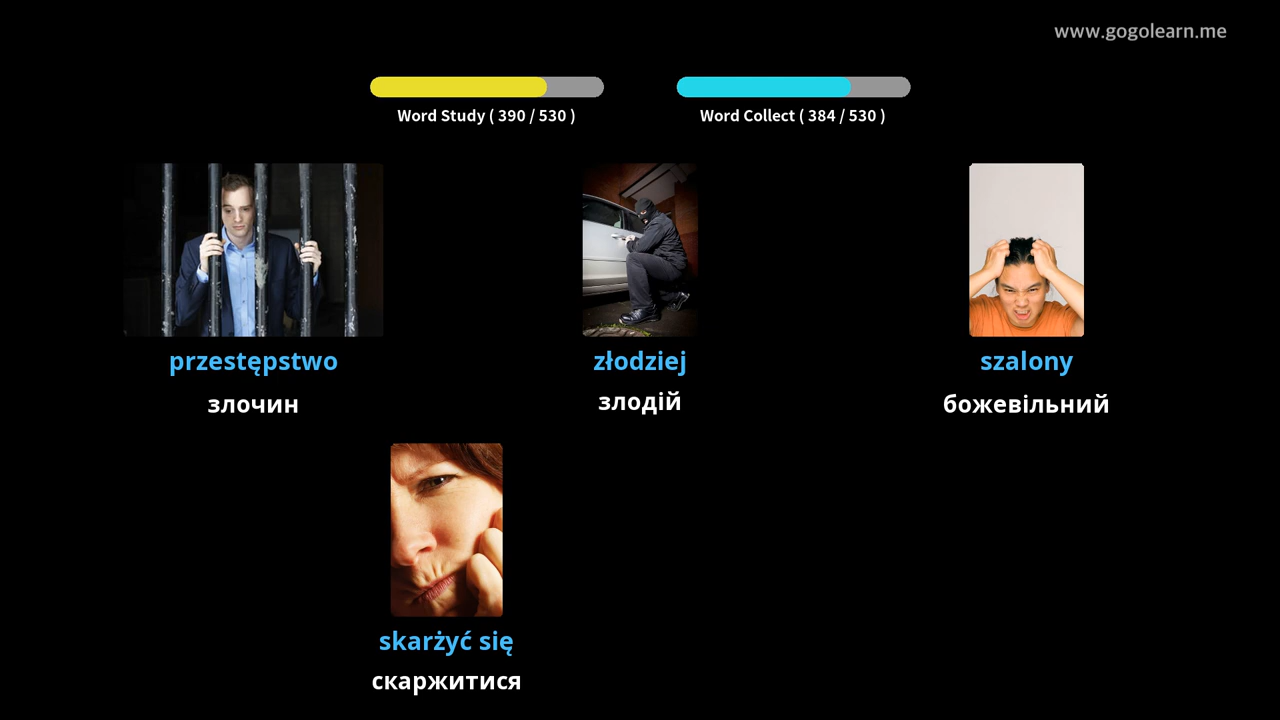 www.gogolearn.me
Word Study ( 390 / 530 )
Word Collect ( 384 / 530 )
przestępstwo
złodziej
szalony
злочин
злодій
божевільний
skarżyć się
скаржитися